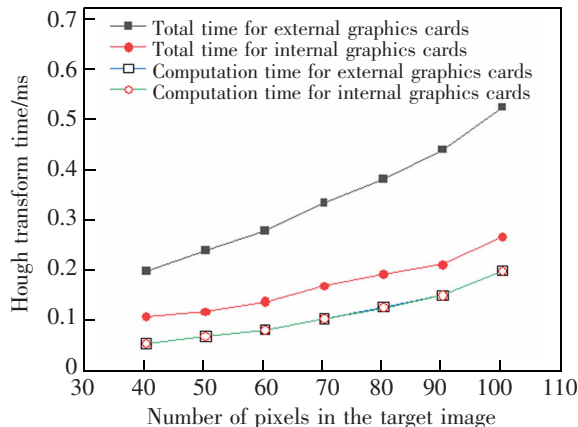 0.7
Total time for external graphics cards
Total time for internal graphics cards
Computation time for external graphics cards
Computation time for internal graphics cards
0.6
0.5
0.4
0.3
0.2
0.1
0
Hough transform time/ms
30 40 50 60 70 80 90 100 110
Number of pixels in the target image